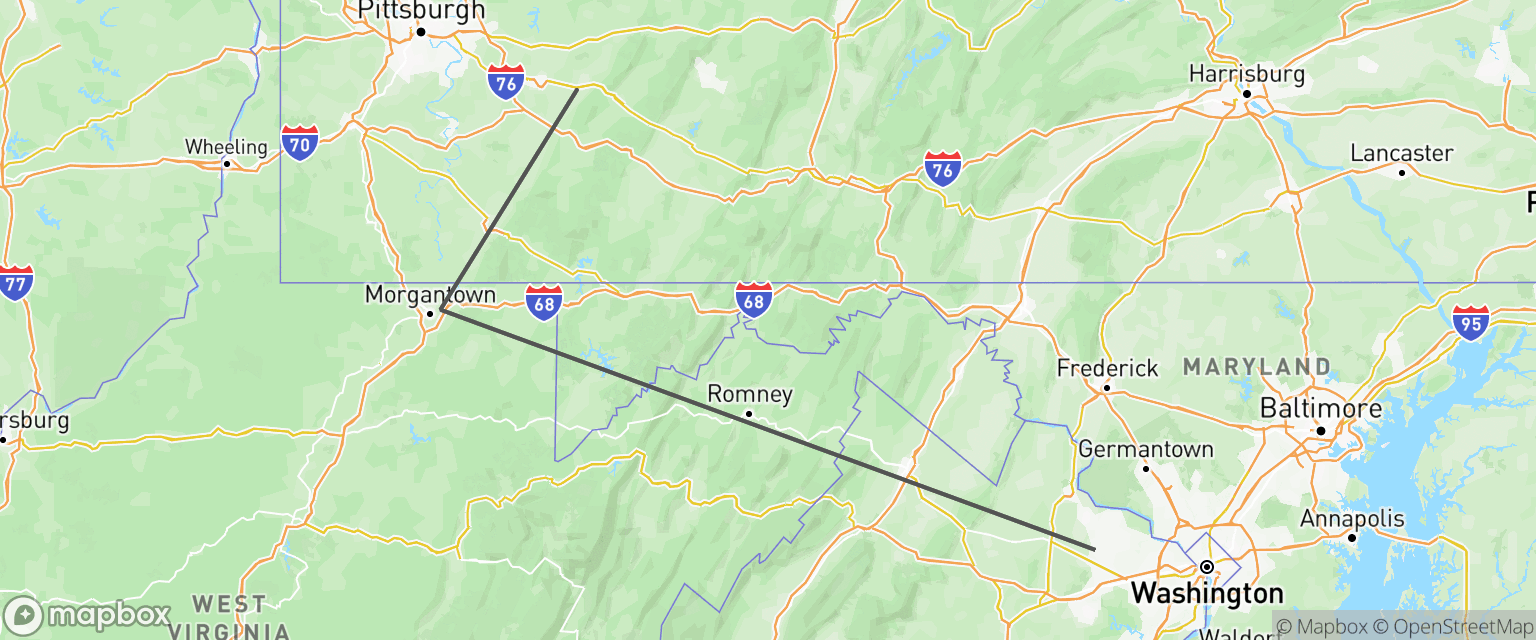 Pittsburgh
76
Harrisburg
70
Wheeling
76
Lancaster
P
77
Morgantown
68
68
95
Frederick
MARYLAND
Romney
Baltimore
rsburg
Germantown
Annapolis
Washington
WEST
VIRGINIA
mapbox
Waldorf
© Mapbox © OpenStreetMap